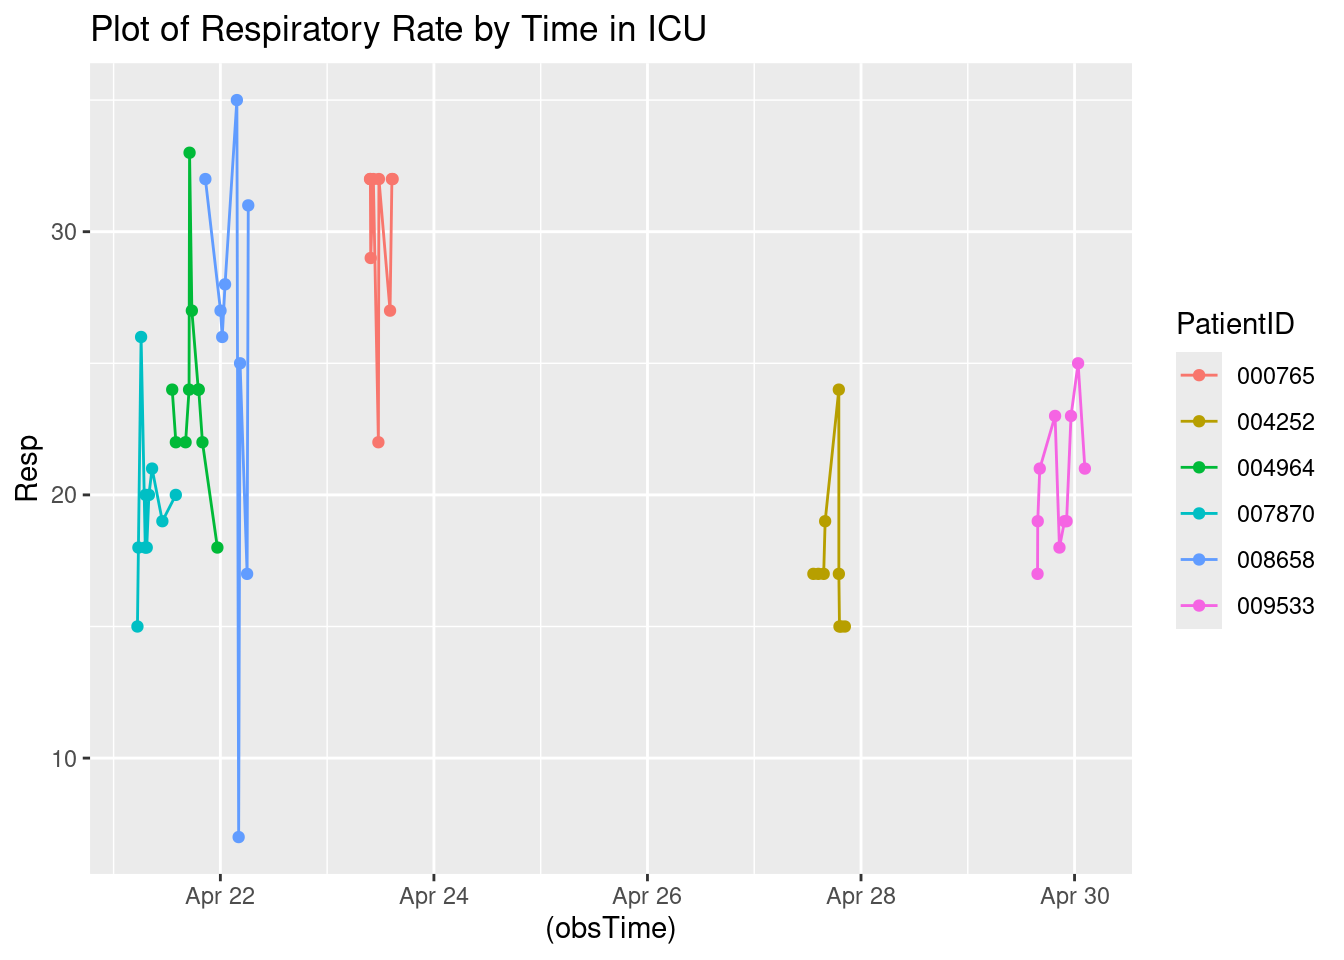 Plot of Respiratory Rate by Time in ICU
Resp
30
20
10
Apr 22
Apr 24
Apr 26
Apr 28
Apr 30
(obsTime)
PatientID
000765
004252
004964
007870
008658
009533